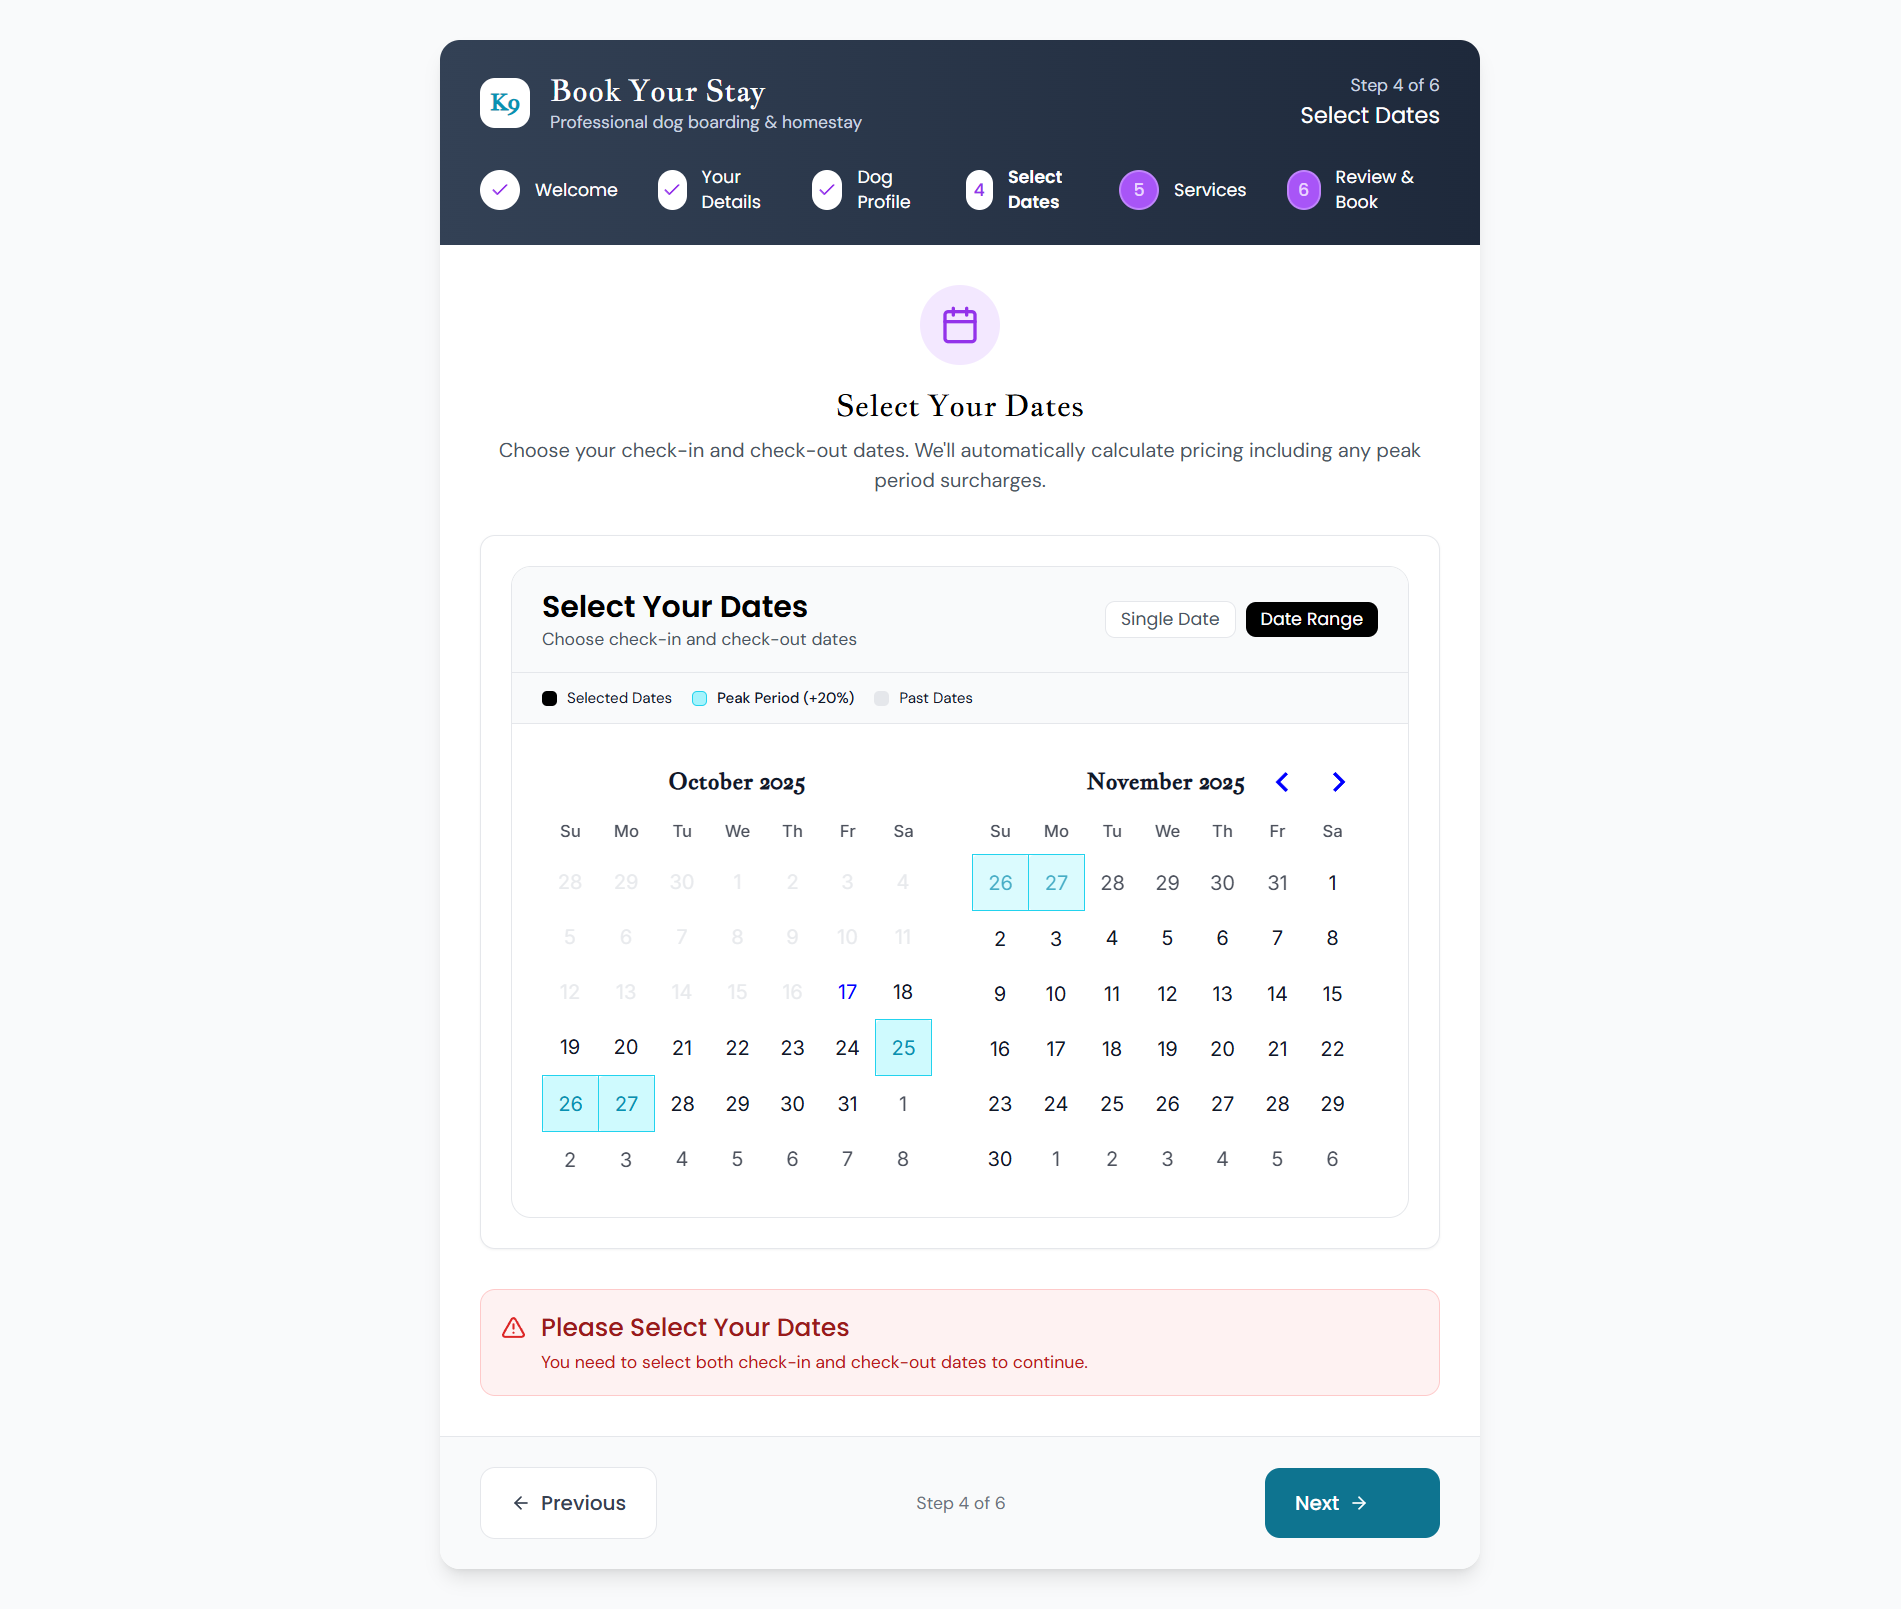 K9
Book Your Stay
Professional dog boarding & homestay
Step 4 of 6
Select Dates
Welcome
Your
Details
Dog
Profile
4
Select
Dates
5
Services
6
Review &
Book
Select Your Dates
Choose your check-in and check-out dates. We'll automatically calculate pricing including any peak
period surcharges.
Select Your Dates
Choose check-in and check-out dates
Single Date
Date Range
Selected Dates
Peak Period (+20%)
Past Dates
October 2025
Su Mo Tu We Th Fr Sa
28 29 30 1 2 3 4
5 6 7 8 9 10 11
12 13 14 15 16 17 18
19 20 21 22 23 24 25
26 27 28 29 30 31 1
2 3 4 5 6 7 8
November 2025
Su Mo Tu We Th Fr Sa
26 27 28 29 30 31 1
2 3 4 5 6 7 8
9 10 11 12 13 14 15
16 17 18 19 20 21 22
23 24 25 26 27 28 29
30 1 2 3 4 5 6
Please Select Your Dates
You need to select both check-in and check-out dates to continue.
Previous
Step 4 of 6
Next